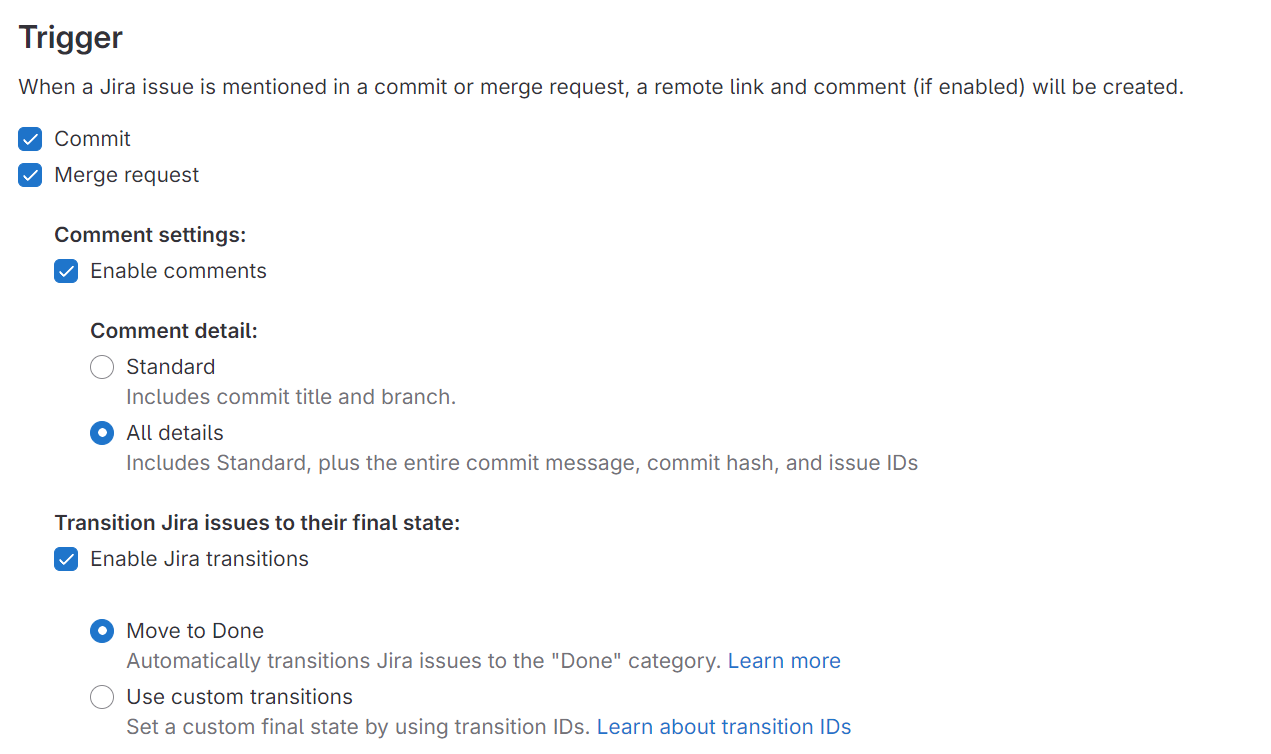 Trigger
When a Jira issue is mentioned in a commit or merge request, a remote link and comment (if enabled) will be created.
Commit
Merge request
Comment settings:
Enable comments
Comment detail:
Standard
Includes commit title and branch.
All details
Includes Standard, plus the entire commit message, commit hash, and issue IDs
Transition Jira issues to their final state:
Enable Jira transitions
Move to Done
Automatically transitions Jira issues to the "Done" category. Learn more
Use custom transitions
Set a custom final state by using transition IDs. Learn about transition IDs